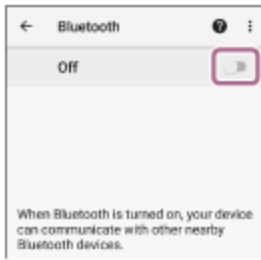 Bluetooth
Off
When Bluetooth is turned on, your device
can communicate with other nearby
Bluetooth devices.